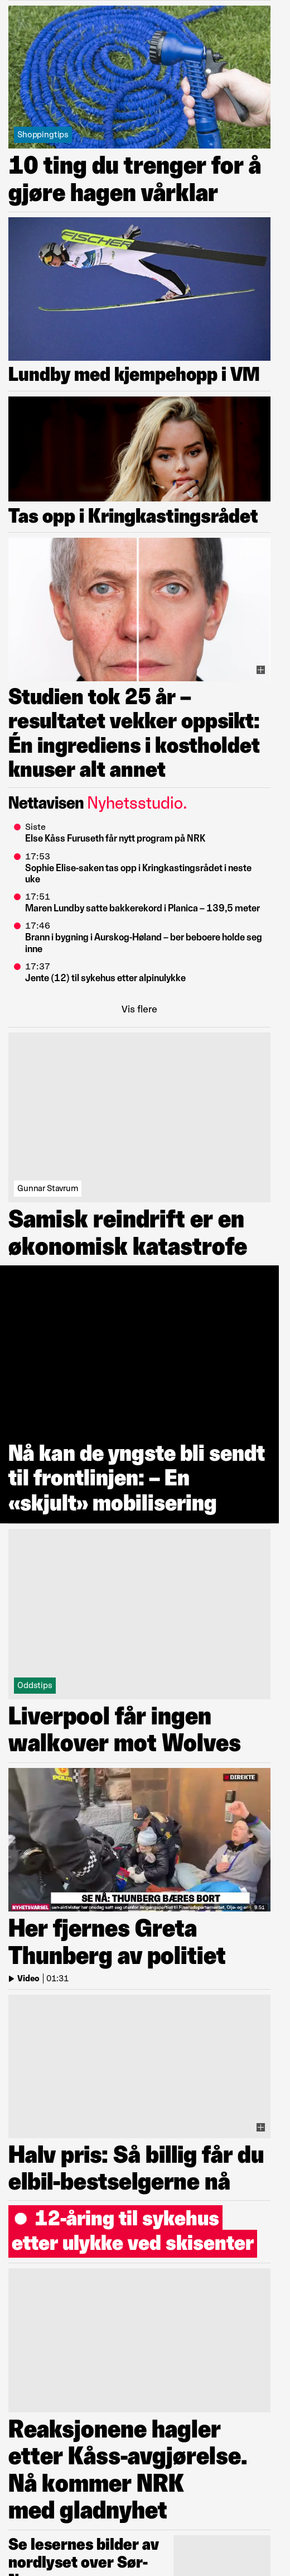 Shoppingtips
10 ting du trenger for å
gjøre hagen vårklar
FISCHER
Lundby med kjempehopp i VM
Tas opp i Kringkastingsrådet
Studien tok 25 år –
resultatet vekker oppsikt:
Én ingrediens i kostholdet
knuser alt annet
Nettavisen Nyhetsstudio.
Siste
Else Kåss Furuseth får nytt program på NRK
17:53
Sophie Elise-saken tas opp i Kringkastingsrådet i neste
uke
17:51
Maren Lundby satte bakkerekord i Planica – 139,5 meter
17:46
Brann i bygning i Aurskog-Høland – ber beboere holde seg
inne
17:37
Jente (12) til sykehus etter alpinulykke
Vis flere
Gunnar Stavrum
Samisk reindrift er en
økonomisk katastrofe
Nå kan de yngste bli sendt
til frontlinjen: – En
«skjult» mobilisering
Oddstips
Liverpool får ingen
walkover mot Wolves
DIREKTE
SE NÅ: THUNBERG BÆRES BORT
NYHETSVARSEL
9:51
Her fjernes Greta
Thunberg av politiet
Video | 01:31
Halv pris: Så billig får du
elbil-bestselgerne nå
12-åring til sykehus
etter ulykke ved skisenter
Reaksjonene hagler
etter Kåss-avgjørelse.
Nå kommer NRK
med gladnyhet
Se lesernes bilder av
nordlyset over Sør-